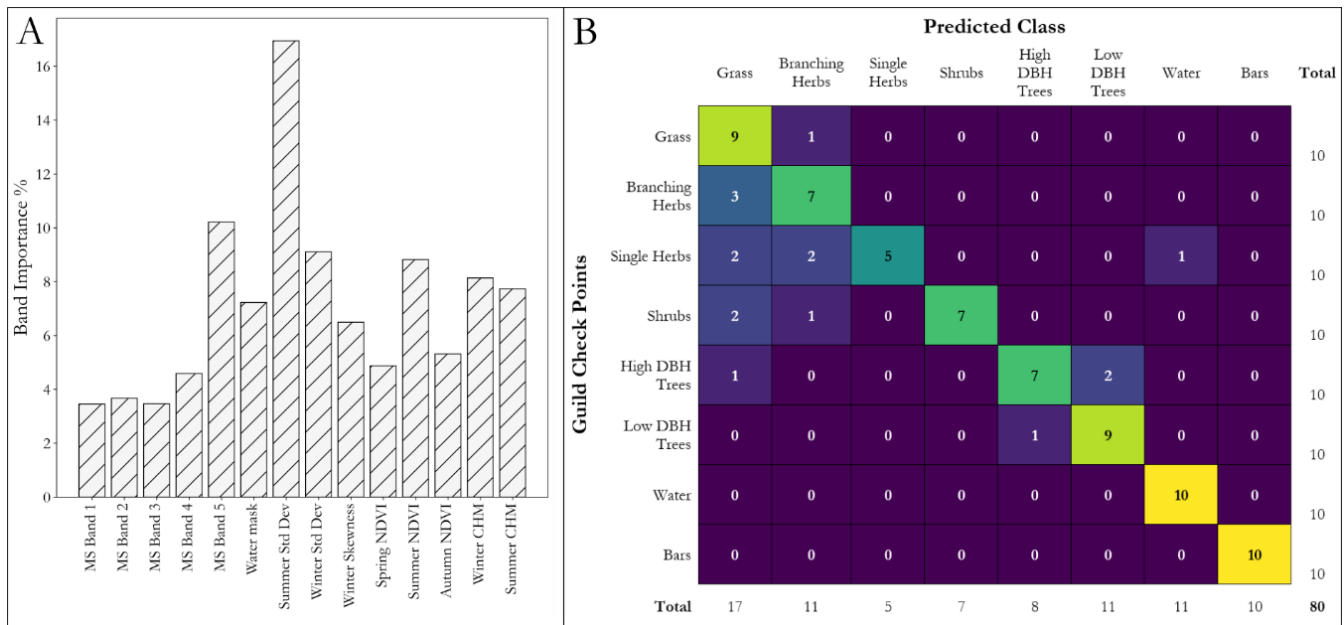 A
Band Importance %
16
14
12
10
8
6
4
2
0
MS Band 1
MS Band 2
MS Band 3
MS Band 4
MS Band 5
Water mask
Summer Std Dev
Winter Std Dev
Winter Skewness
Spring NDVI
Summer NDVI
Autumn NDVI
Winter CHM
Summer CHM
B
Predicted Class
Grass
Branching
Herbs
Single
Herbs
Shrubs
High
DBH
Trees
Low
DBH
Trees
Water
Bars
Total
Guild Check Points
Grass
9 1 0 0 0 0 0 0 10
Branching
Herbs
3 7 0 0 0 0 0 0 10
Single Herbs
2 2 5 0 0 0 1 0 10
Shrubs
2 1 0 7 0 0 0 0 10
High DBH
Trees
1 0 0 0 7 2 0 0 10
Low DBH
Trees
0 0 0 0 1 9 0 0 10
Water
0 0 0 0 0 0 10 0 10
Bars
0 0 0 0 0 0 0 10 10
Total 17 11 5 7 8 11 11 10 80